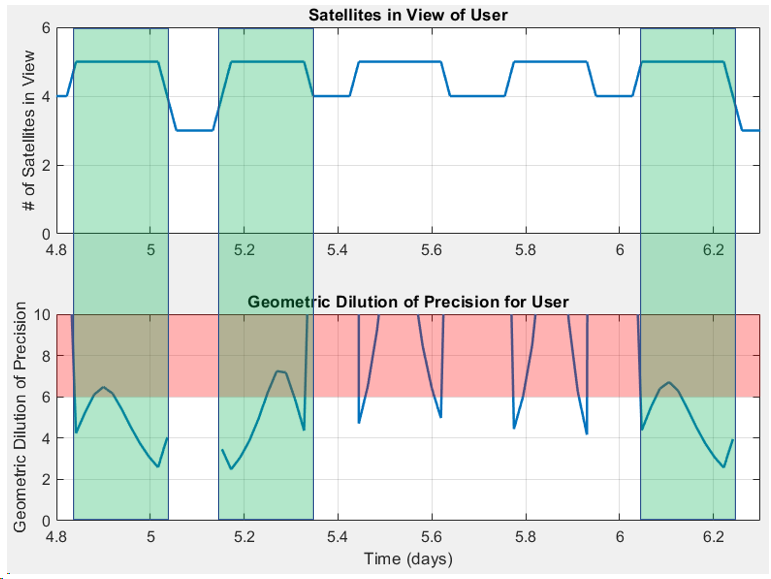 Satellites in View of User
# of Satellites in View
6
4
2
0
4.8 5 5.2 5.4 5.6 5.8 6 6.2
Geometric Dilution of Precision for User
Geometric Dilution of Precision
10
8
6
4
2
0
4.8 5 5.2 5.4 5.6 5.8 6 6.2
Time (days)